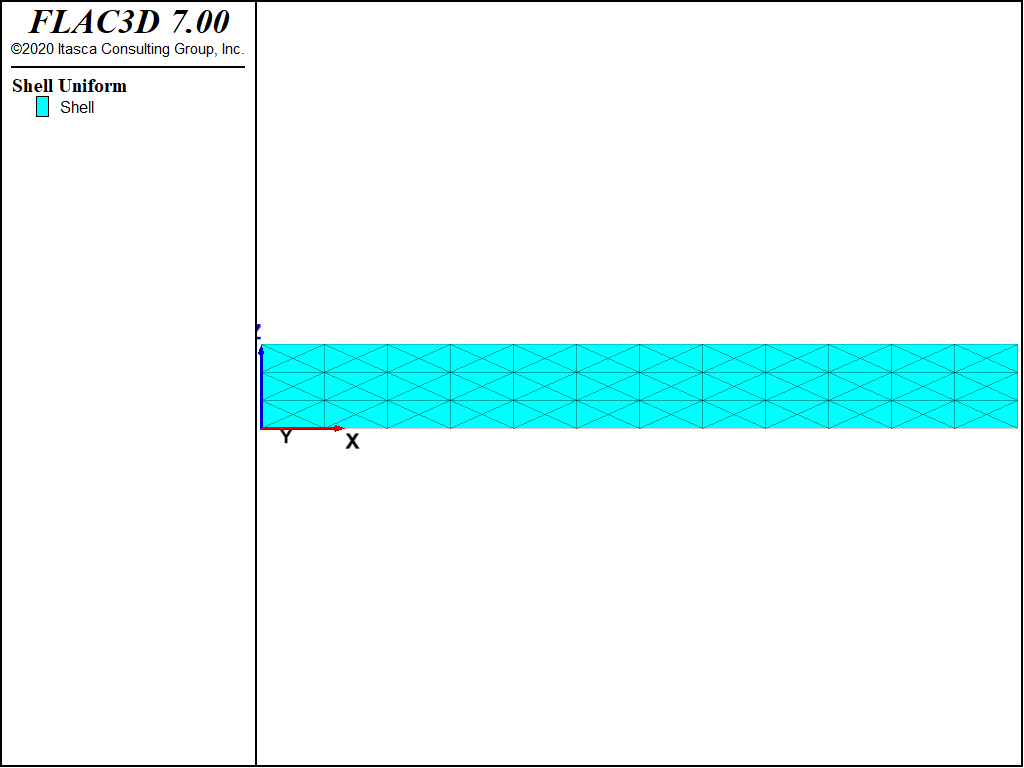 FLAC3D 7.00
©2020 Itasca Consulting Group, Inc.
Shell Uniform
Shell
Z
Y
X